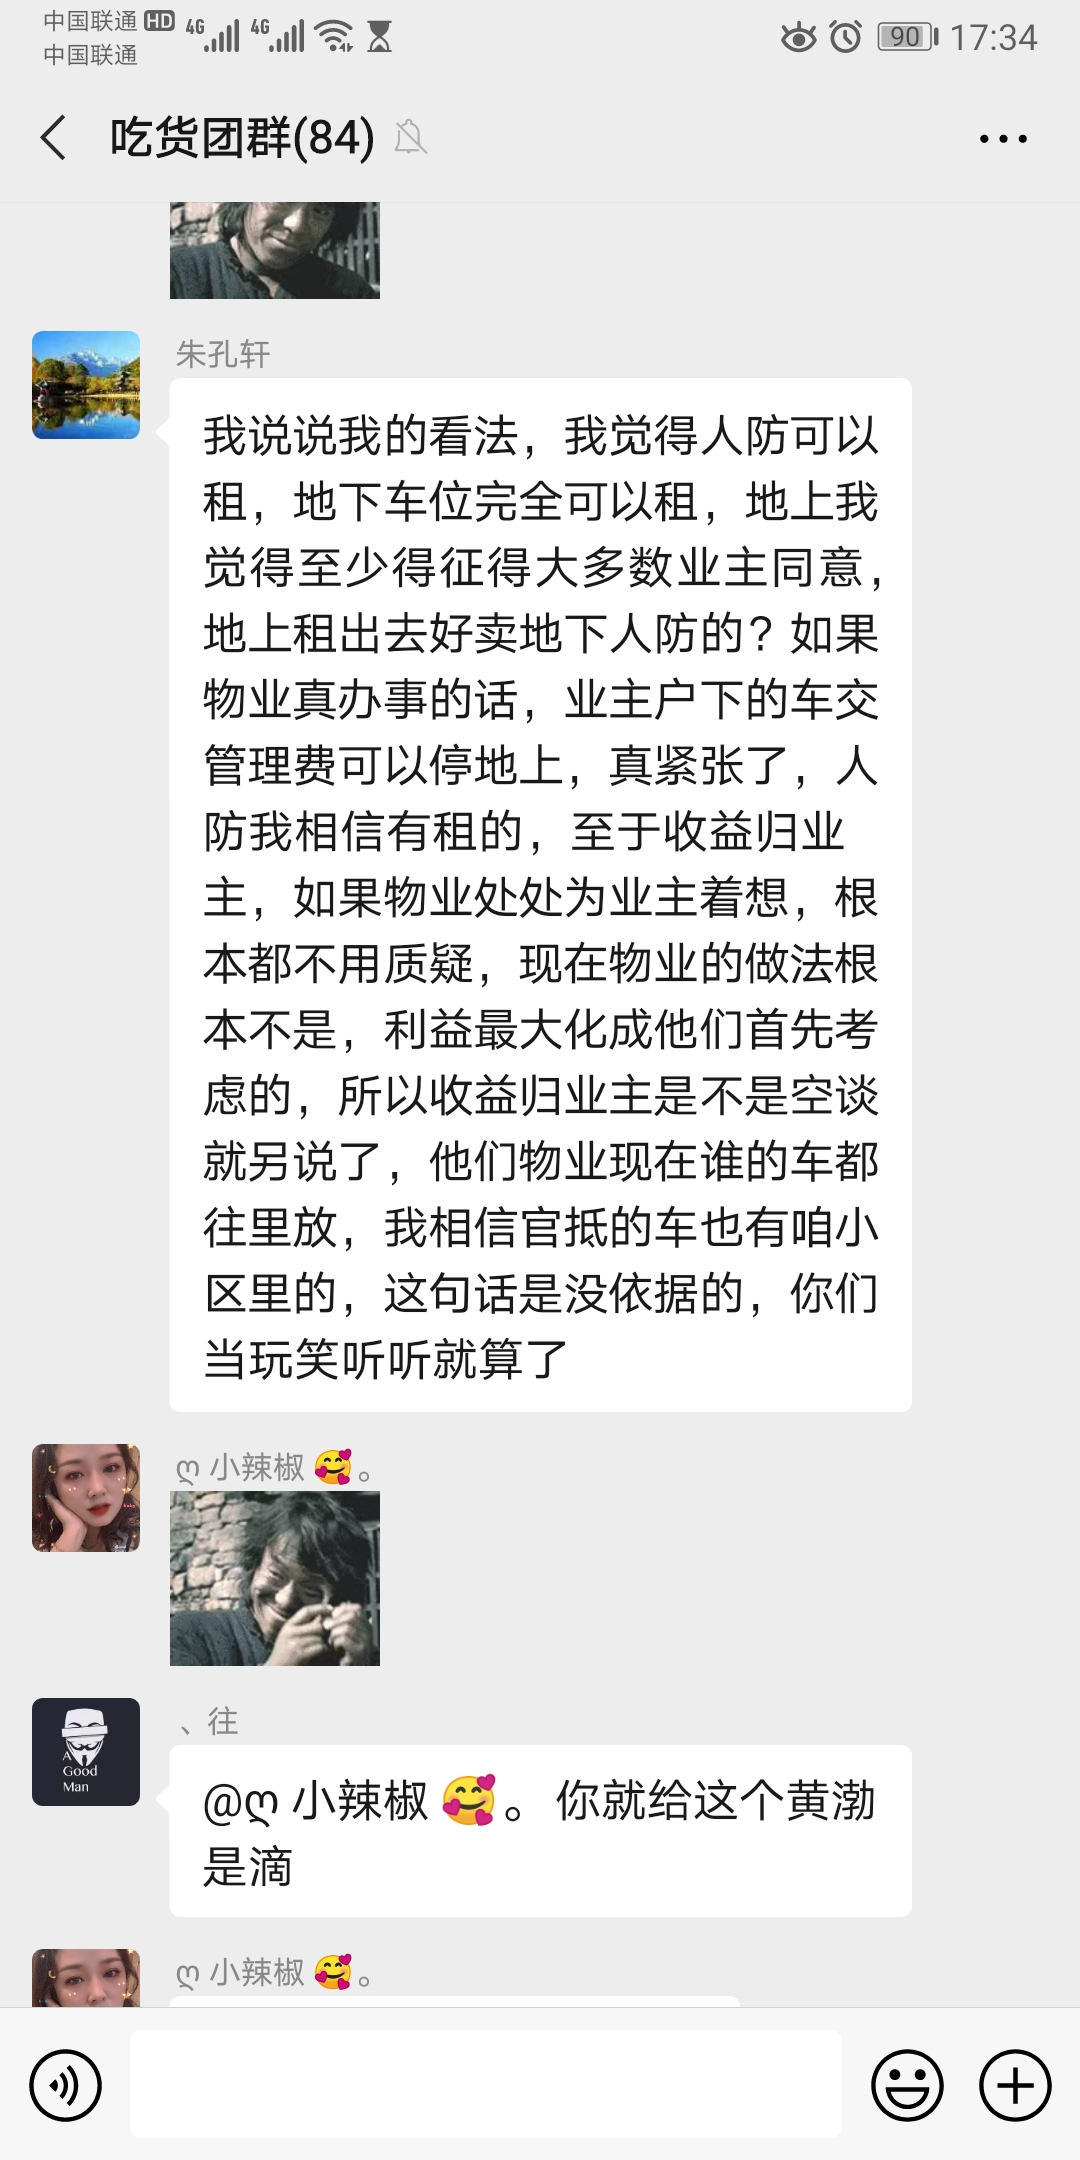 中国联通 HD 4G 4G 90 17:34
中国联通
吃货团群(84)
朱孔轩
我说说我的看法，我觉得人防可以
租，地下车位完全可以租，地上我
觉得至少得征得大多数业主同意，
地上租出去好卖地下人防的？如果
物业真办事的话，业主户下的车交
管理费可以停地上，真紧张了，人
防我相信有租的，至于收益归业
主，如果物业处处为业主着想，根
本都不用质疑，现在物业的做法根
本不是，利益最大化成他们首先考
虑的，所以收益归业主是不是空谈
就另说了，他们物业现在谁的车都
往里放，我相信官抵的车也有咱小
区里的，这句话是没依据的，你们
当玩笑听听就算了
ღ 小辣椒 🥰。
、往
A
Good
Man
@ღ 小辣椒 🥰。 你就给这个黄渤
是滴
ღ 小辣椒 🥰。